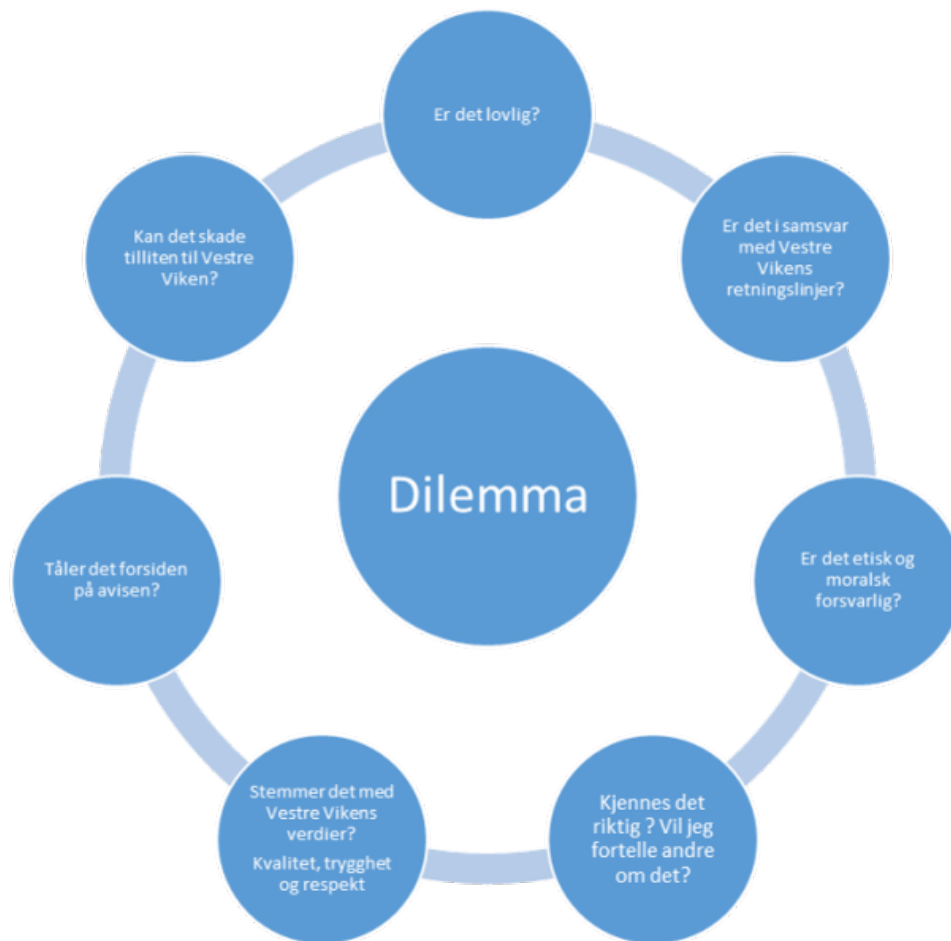 Er det lovlig?
Er det i samsvar
med Vestre
Vikens
retningslinjer?
Er det etisk og
moralsk
forsvarlig?
Kjennes det
riktig ? Vil jeg
fortelle andre
om det?
Stemmer det med
Vestre Vikens
verdier?
Kvalitet, trygghet
og respekt
Tåler det forsiden
på avisen?
Kan det skade
tilliten til Vestre
Viken?
Dilemma